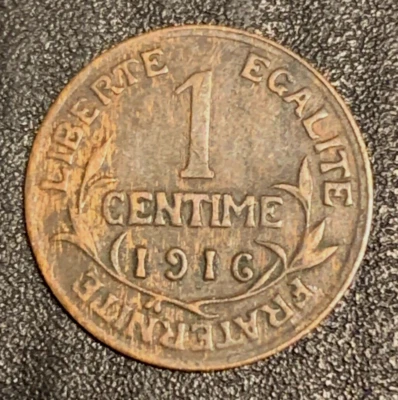 LIBERTE EGALITE
1
CENTIME
1916
FRATERNITE